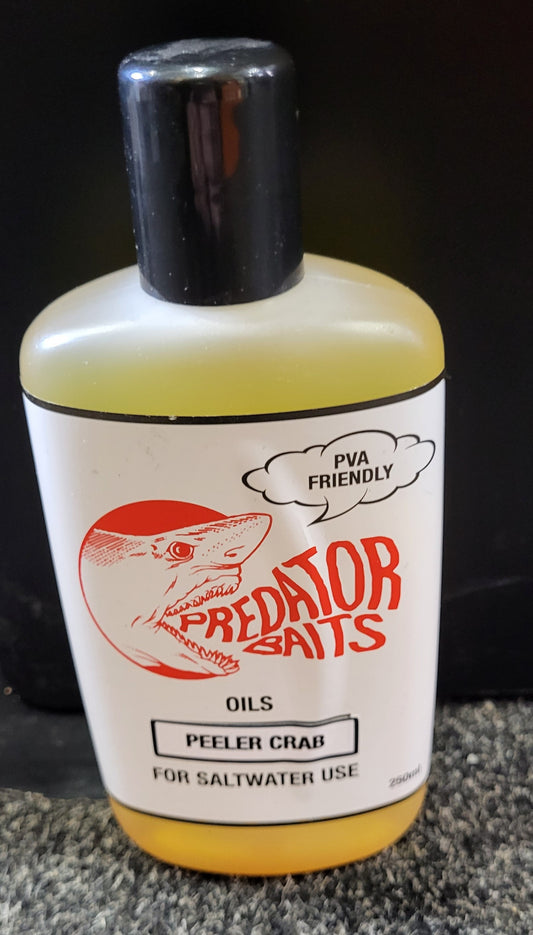 PVA
FRIENDLY
PREDATOR
BAITS
OILS
PEELER CRAB
FOR SALTWATER USE
250ml